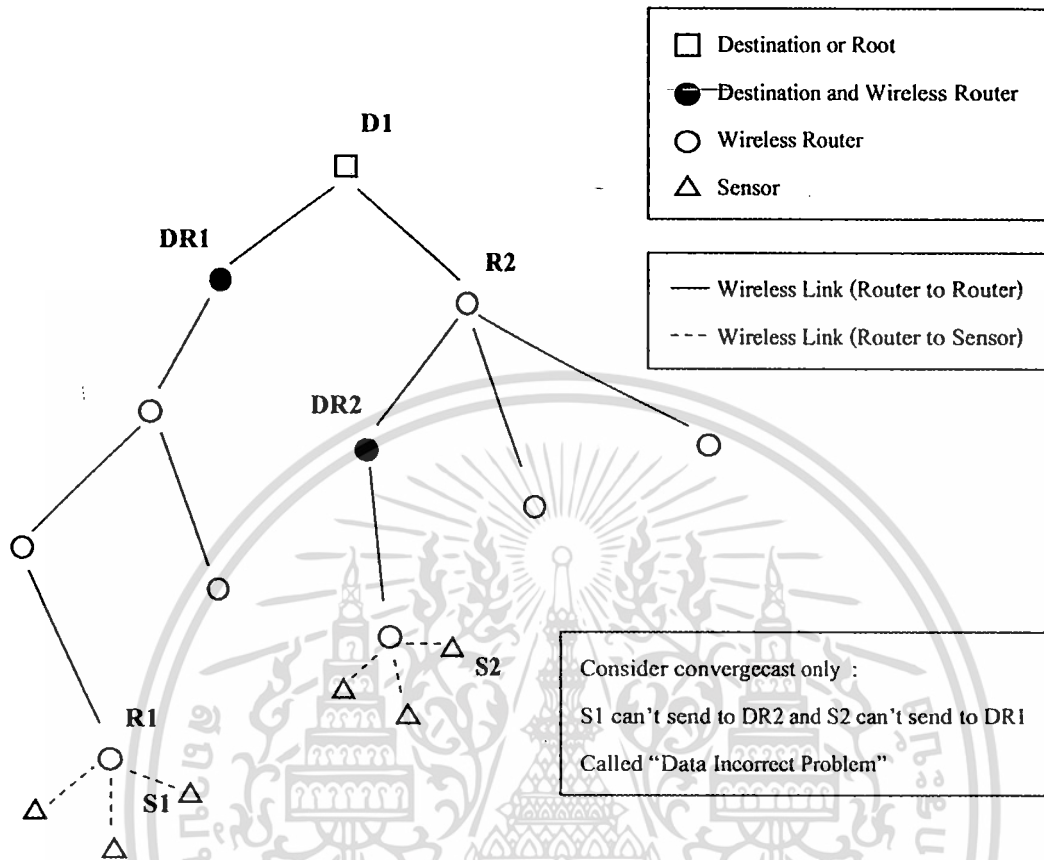 Destination or Root
Destination and Wireless Router
Wireless Router
Sensor
Wireless Link (Router to Router)
Wireless Link (Router to Sensor)
D1
DR1
R2
DR2
S2
R1
S1
Consider convergecast only :
S1 can't send to DR2 and S2 can't send to DR1
Called “Data Incorrect Problem”